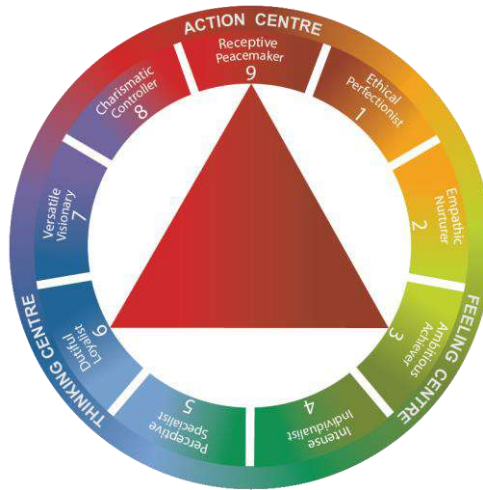 ACTION CENTRE
Receptive
Peacemaker
9
Ethical
Perfectionist
1
Empathic
Nurturer
2
FEELING CENTRE
Ambitious
Achiever
3
Intense
Individualist
4
Perceptive
Specialist
5
THINKING CENTRE
Dutiful
Loyalist
6
Versatile
Visionary
7
Charismatic
Controller
8